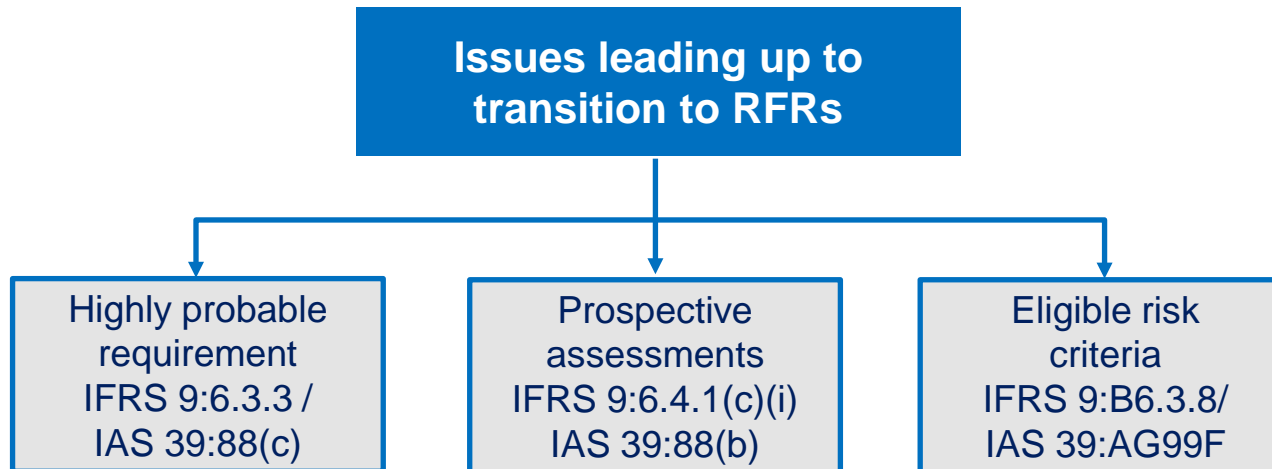 Issues leading up to
transition to RFRs
Highly probable
requirement
IFRS 9:6.3.3 /
IAS 39:88(c)
Prospective
assessments
IFRS 9:6.4.1(c)(i)
IAS 39:88(b)
Eligible risk
criteria
IFRS 9:B6.3.8/
IAS 39:AG99F